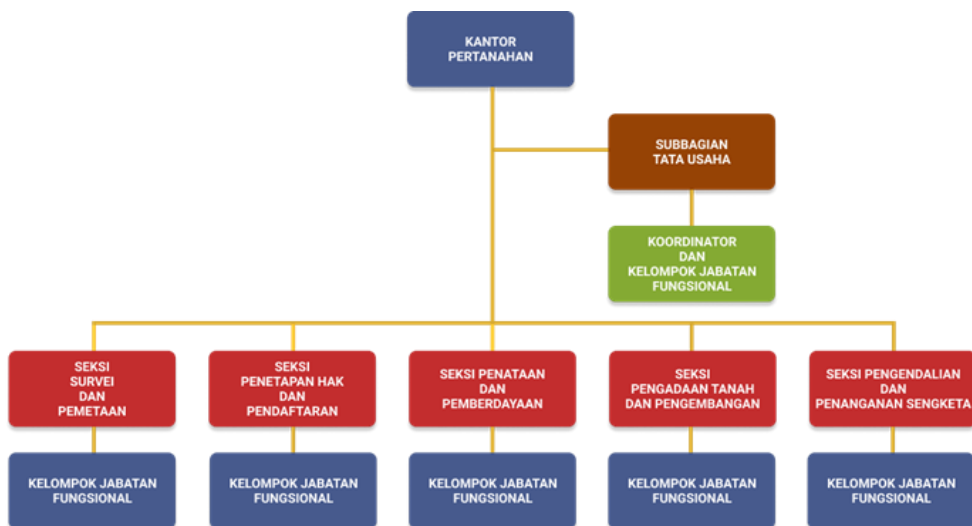 KANTOR
PERTANAHAN
SUBBAGIAN
TATA USAHA
KOORDINATOR
DAN
KELOMPOK JABATAN
FUNGSIONAL
SEKSI
SURVEI
DAN
PEMETAAN
SEKSI
PENETAPAN HAK
DAN
PENDAFTARAN
SEKSI PENATAAN
DAN
PEMBERDAYAAN
SEKSI
PENGADAAN TANAH
DAN PENGEMBANGAN
SEKSI PENGENDALIAN
DAN
PENANGANAN SENGKETA
KELOMPOK JABATAN
FUNGSIONAL
KELOMPOK JABATAN
FUNGSIONAL
KELOMPOK JABATAN
FUNGSIONAL
KELOMPOK JABATAN
FUNGSIONAL
KELOMPOK JABATAN
FUNGSIONAL